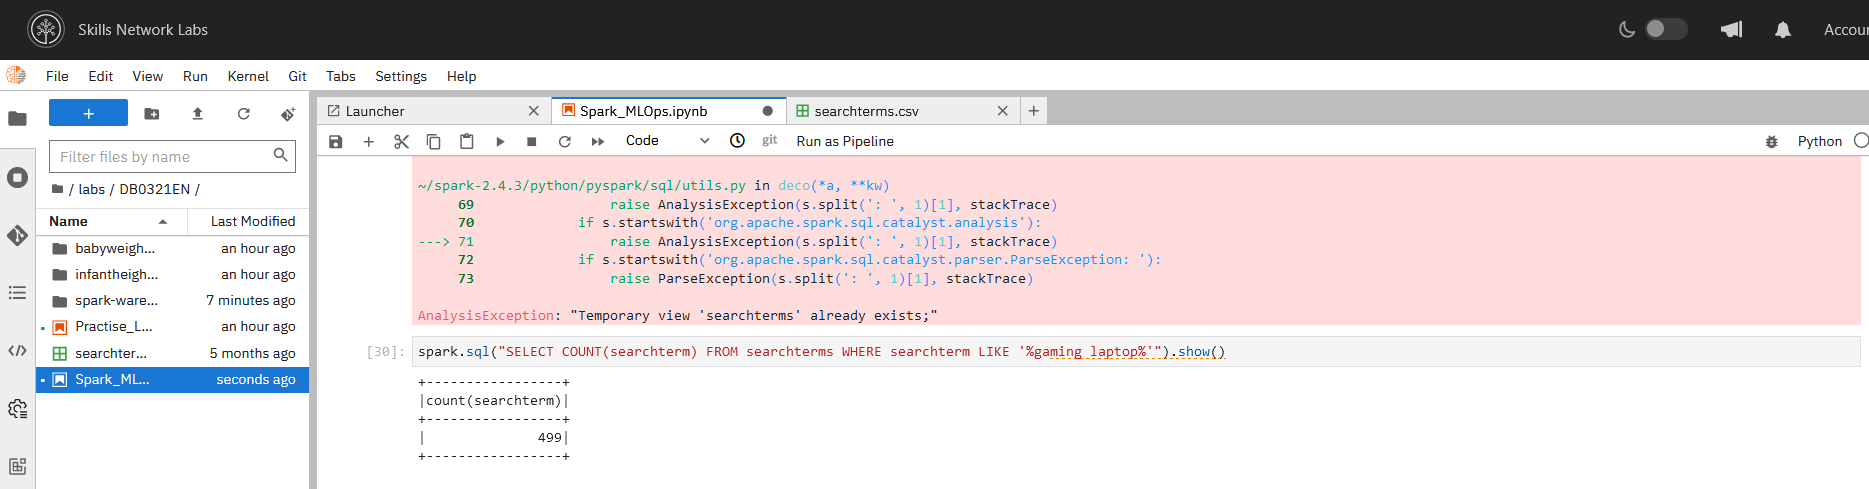 Skills Network Labs
Accoun
File Edit View Run Kernel Git Tabs Settings Help
+
Filter files by name
/ labs / DB0321EN /
Name Last Modified
babyweigh... an hour ago
infantheigh... an hour ago
spark-ware... 7 minutes ago
Practise_L... an hour ago
searchter... 5 months ago
Spark_ML... seconds ago
Launcher
Spark_MLOps.ipynb
searchterms.csv
+
Code
git
Run as Pipeline
Python
~/spark-2.4.3/python/pyspark/sql/utils.py in deco(*a, **kw)
69 raise AnalysisException(s.split(': ', 1)[1], stackTrace)
70 if s.startswith('org.apache.spark.sql.catalyst.analysis'):
---> 71 raise AnalysisException(s.split(': ', 1)[1], stackTrace)
72 if s.startswith('org.apache.spark.sql.catalyst.parser.ParseException: '):
73 raise ParseException(s.split(': ', 1)[1], stackTrace)
AnalysisException: "Temporary view 'searchterms' already exists;"
[30]: spark.sql("SELECT COUNT(searchterm) FROM searchterms WHERE searchterm LIKE '%gaming laptop%'").show()
+-----------------+
|count(searchterm)|
+-----------------+
|              499|
+-----------------+